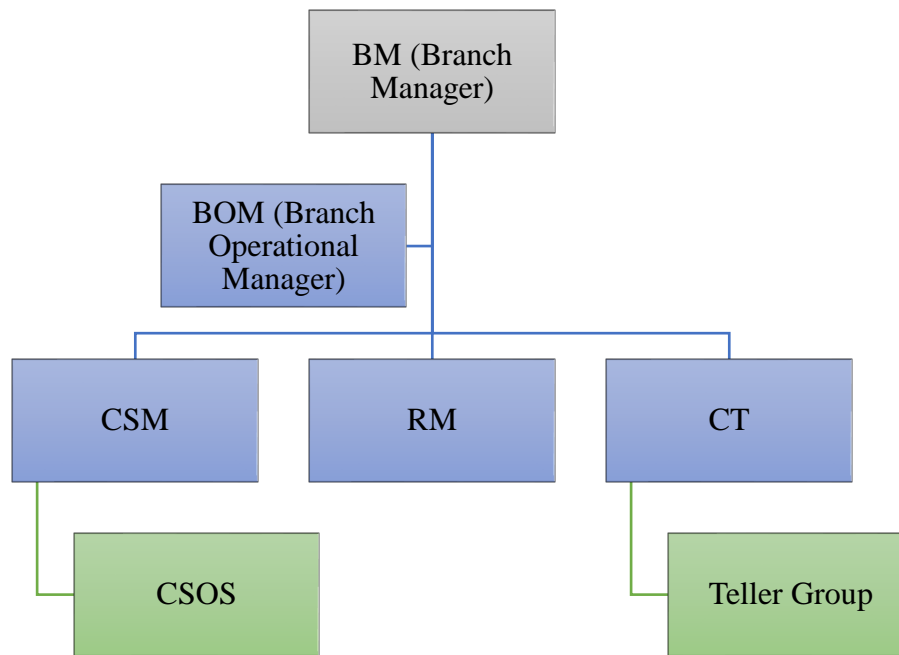 BM (Branch
Manager)
BOM (Branch
Operational
Manager)
CSM
RM
CT
CSOS
Teller Group